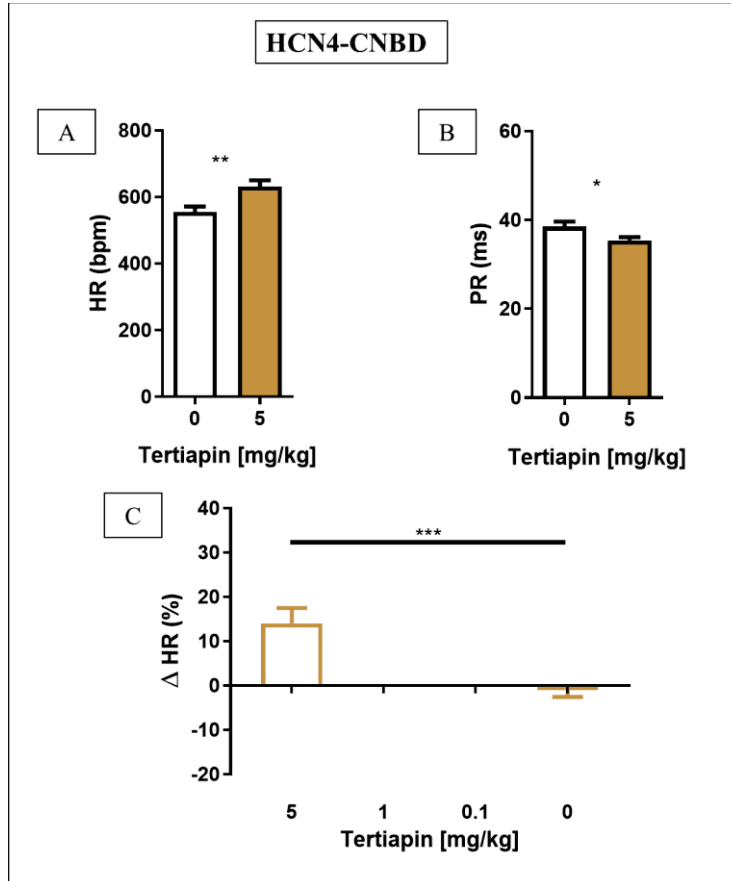 HCN4-CNBD
A
800
600
400
200
0
HR (bpm)
**
0 5
Tertiapin [mg/kg]
B
60
40
20
0
PR (ms)
*
0 5
Tertiapin [mg/kg]
C
40
30
20
10
0
-10
-20
Δ HR (%)
***
5 1 0.1 0
Tertiapin [mg/kg]